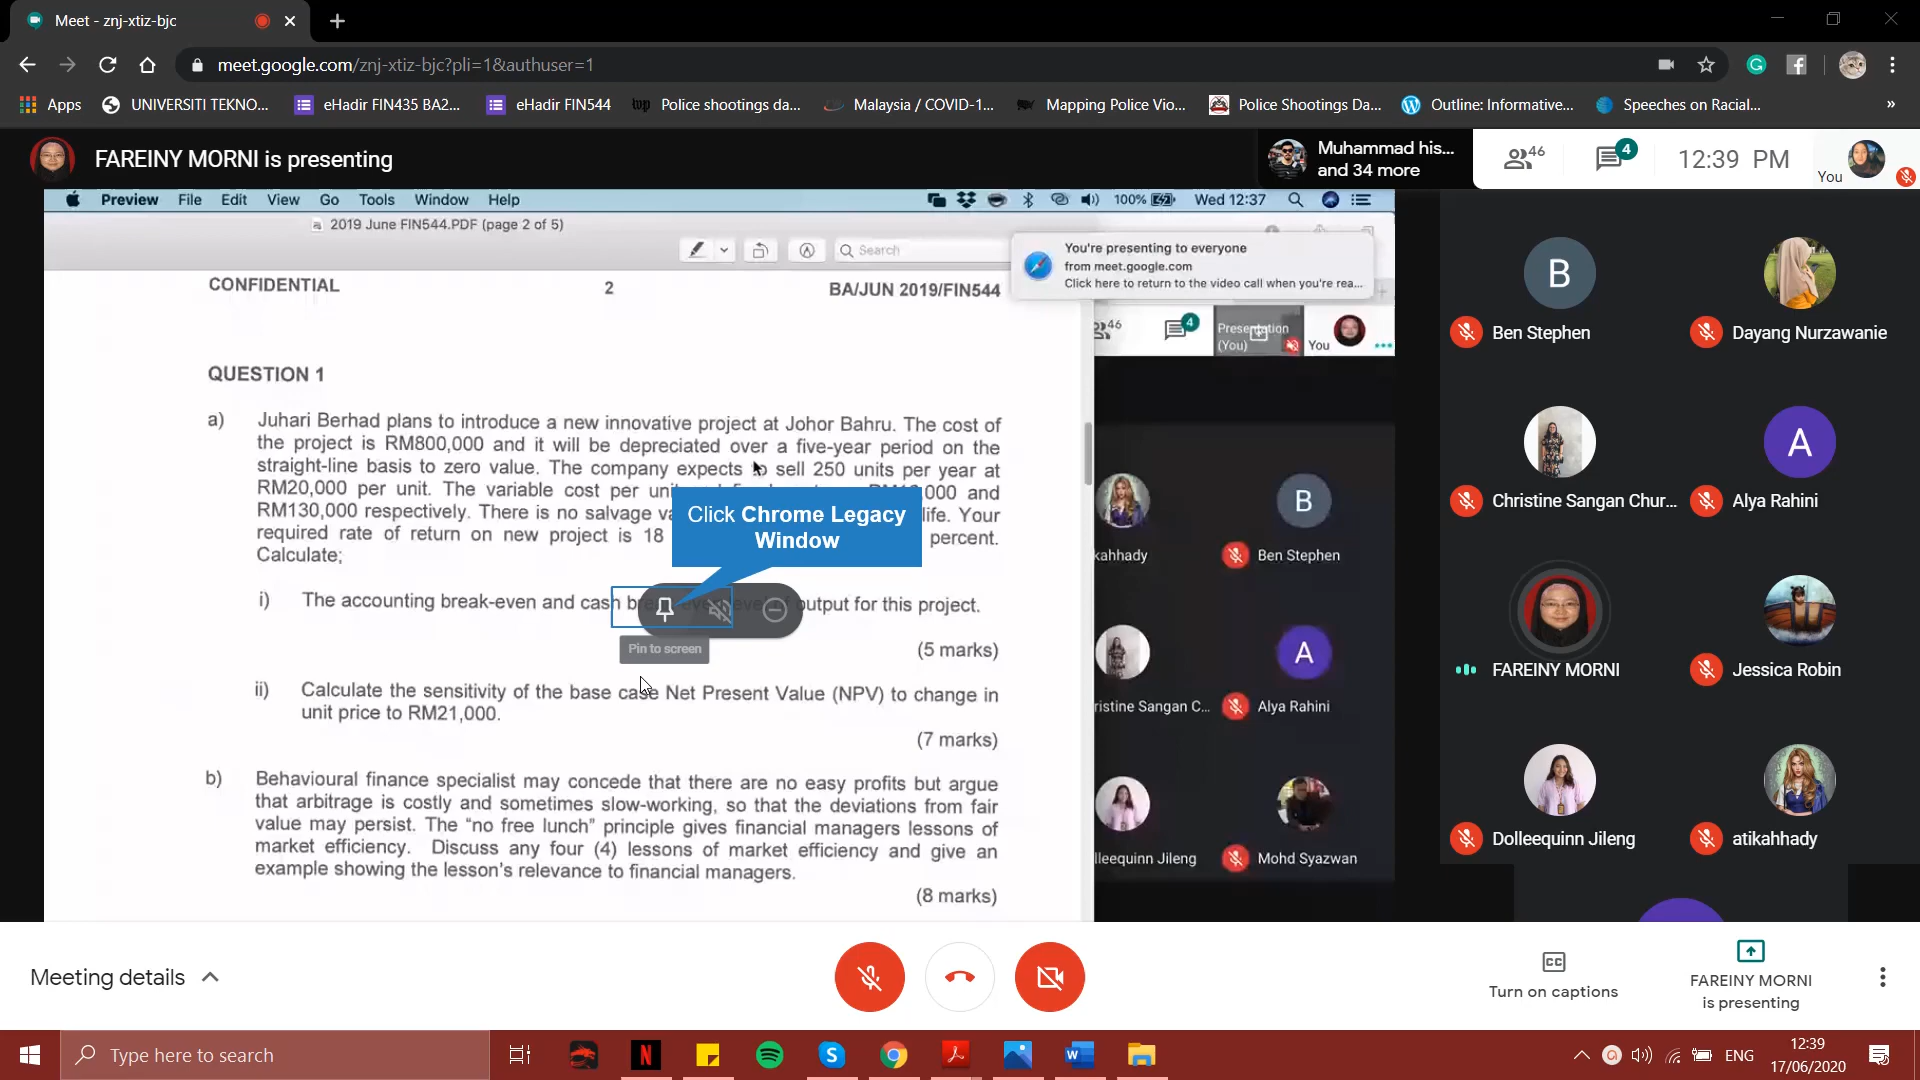 Meet - znj-xtiz-bjc
meet.google.com/znj-xtiz-bjc?pli=1&authuser=1
Apps
UNIVERSITI TEKNO...
eHadir FIN435 BA2...
eHadir FIN544
Police shootings da...
Malaysia / COVID-1...
Mapping Police Vio...
Police Shootings Da...
Outline: Informative...
Speeches on Racial...
FAREINY MORNI is presenting
Muhammad his...
and 34 more
46
4
12:39 PM
You
Preview File Edit View Go Tools Window Help
100%
Wed 12:37
2019 June FIN544.PDF (page 2 of 5)
Search
You're presenting to everyone
from meet.google.com
Click here to return to the video call when you're rea...
46
4
Presentation
(You)
You
CONFIDENTIAL 2 BA/JUN 2019/FIN544
QUESTION 1
a) Juhari Berhad plans to introduce a new innovative project at Johor Bahru. The cost of
the project is RM800,000 and it will be depreciated over a five-year period on the
straight-line basis to zero value. The company expects to sell 250 units per year at
RM20,000 per unit. The variable cost per unit 000 and
RM130,000 respectively. There is no salvage life. Your
required rate of return on new project is 18 percent.
Calculate;
Click Chrome Legacy
Window
i) The accounting break-even and cash output for this project.
(5 marks)
Pin to screen
ii) Calculate the sensitivity of the base case Net Present Value (NPV) to change in
unit price to RM21,000.
(7 marks)
b) Behavioural finance specialist may concede that there are no easy profits but argue
that arbitrage is costly and sometimes slow-working, so that the deviations from fair
value may persist. The “no free lunch” principle gives financial managers lessons of
market efficiency. Discuss any four (4) lessons of market efficiency and give an
example showing the lesson's relevance to financial managers.
(8 marks)
kahhady
B
Ben Stephen
ristine Sangan C...
A
Alya Rahini
lleequinn Jileng
Mohd Syazwan
B
Ben Stephen
Dayang Nurzawanie
Christine Sangan Chur...
A
Alya Rahini
FAREINY MORNI
Jessica Robin
Dolleequinn Jileng
atikahhady
Meeting details
CC
Turn on captions
FAREINY MORNI
is presenting
Type here to search
ENG
12:39
17/06/2020